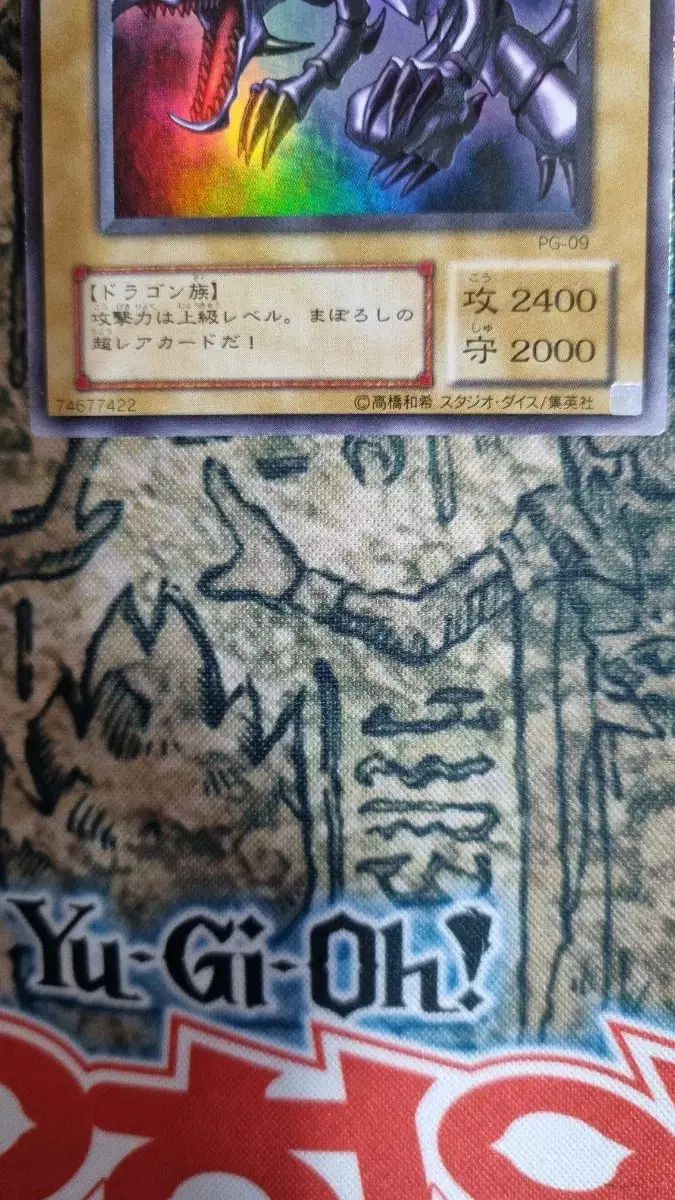 PG-09
【ドラゴン族】
攻撃力は上級レベル。まぼろしの
超レアカードだ！
攻 2400
守 2000
74677422
©高橋和希 スタジオ・ダイス/集英社
Yu-Gi-Oh!